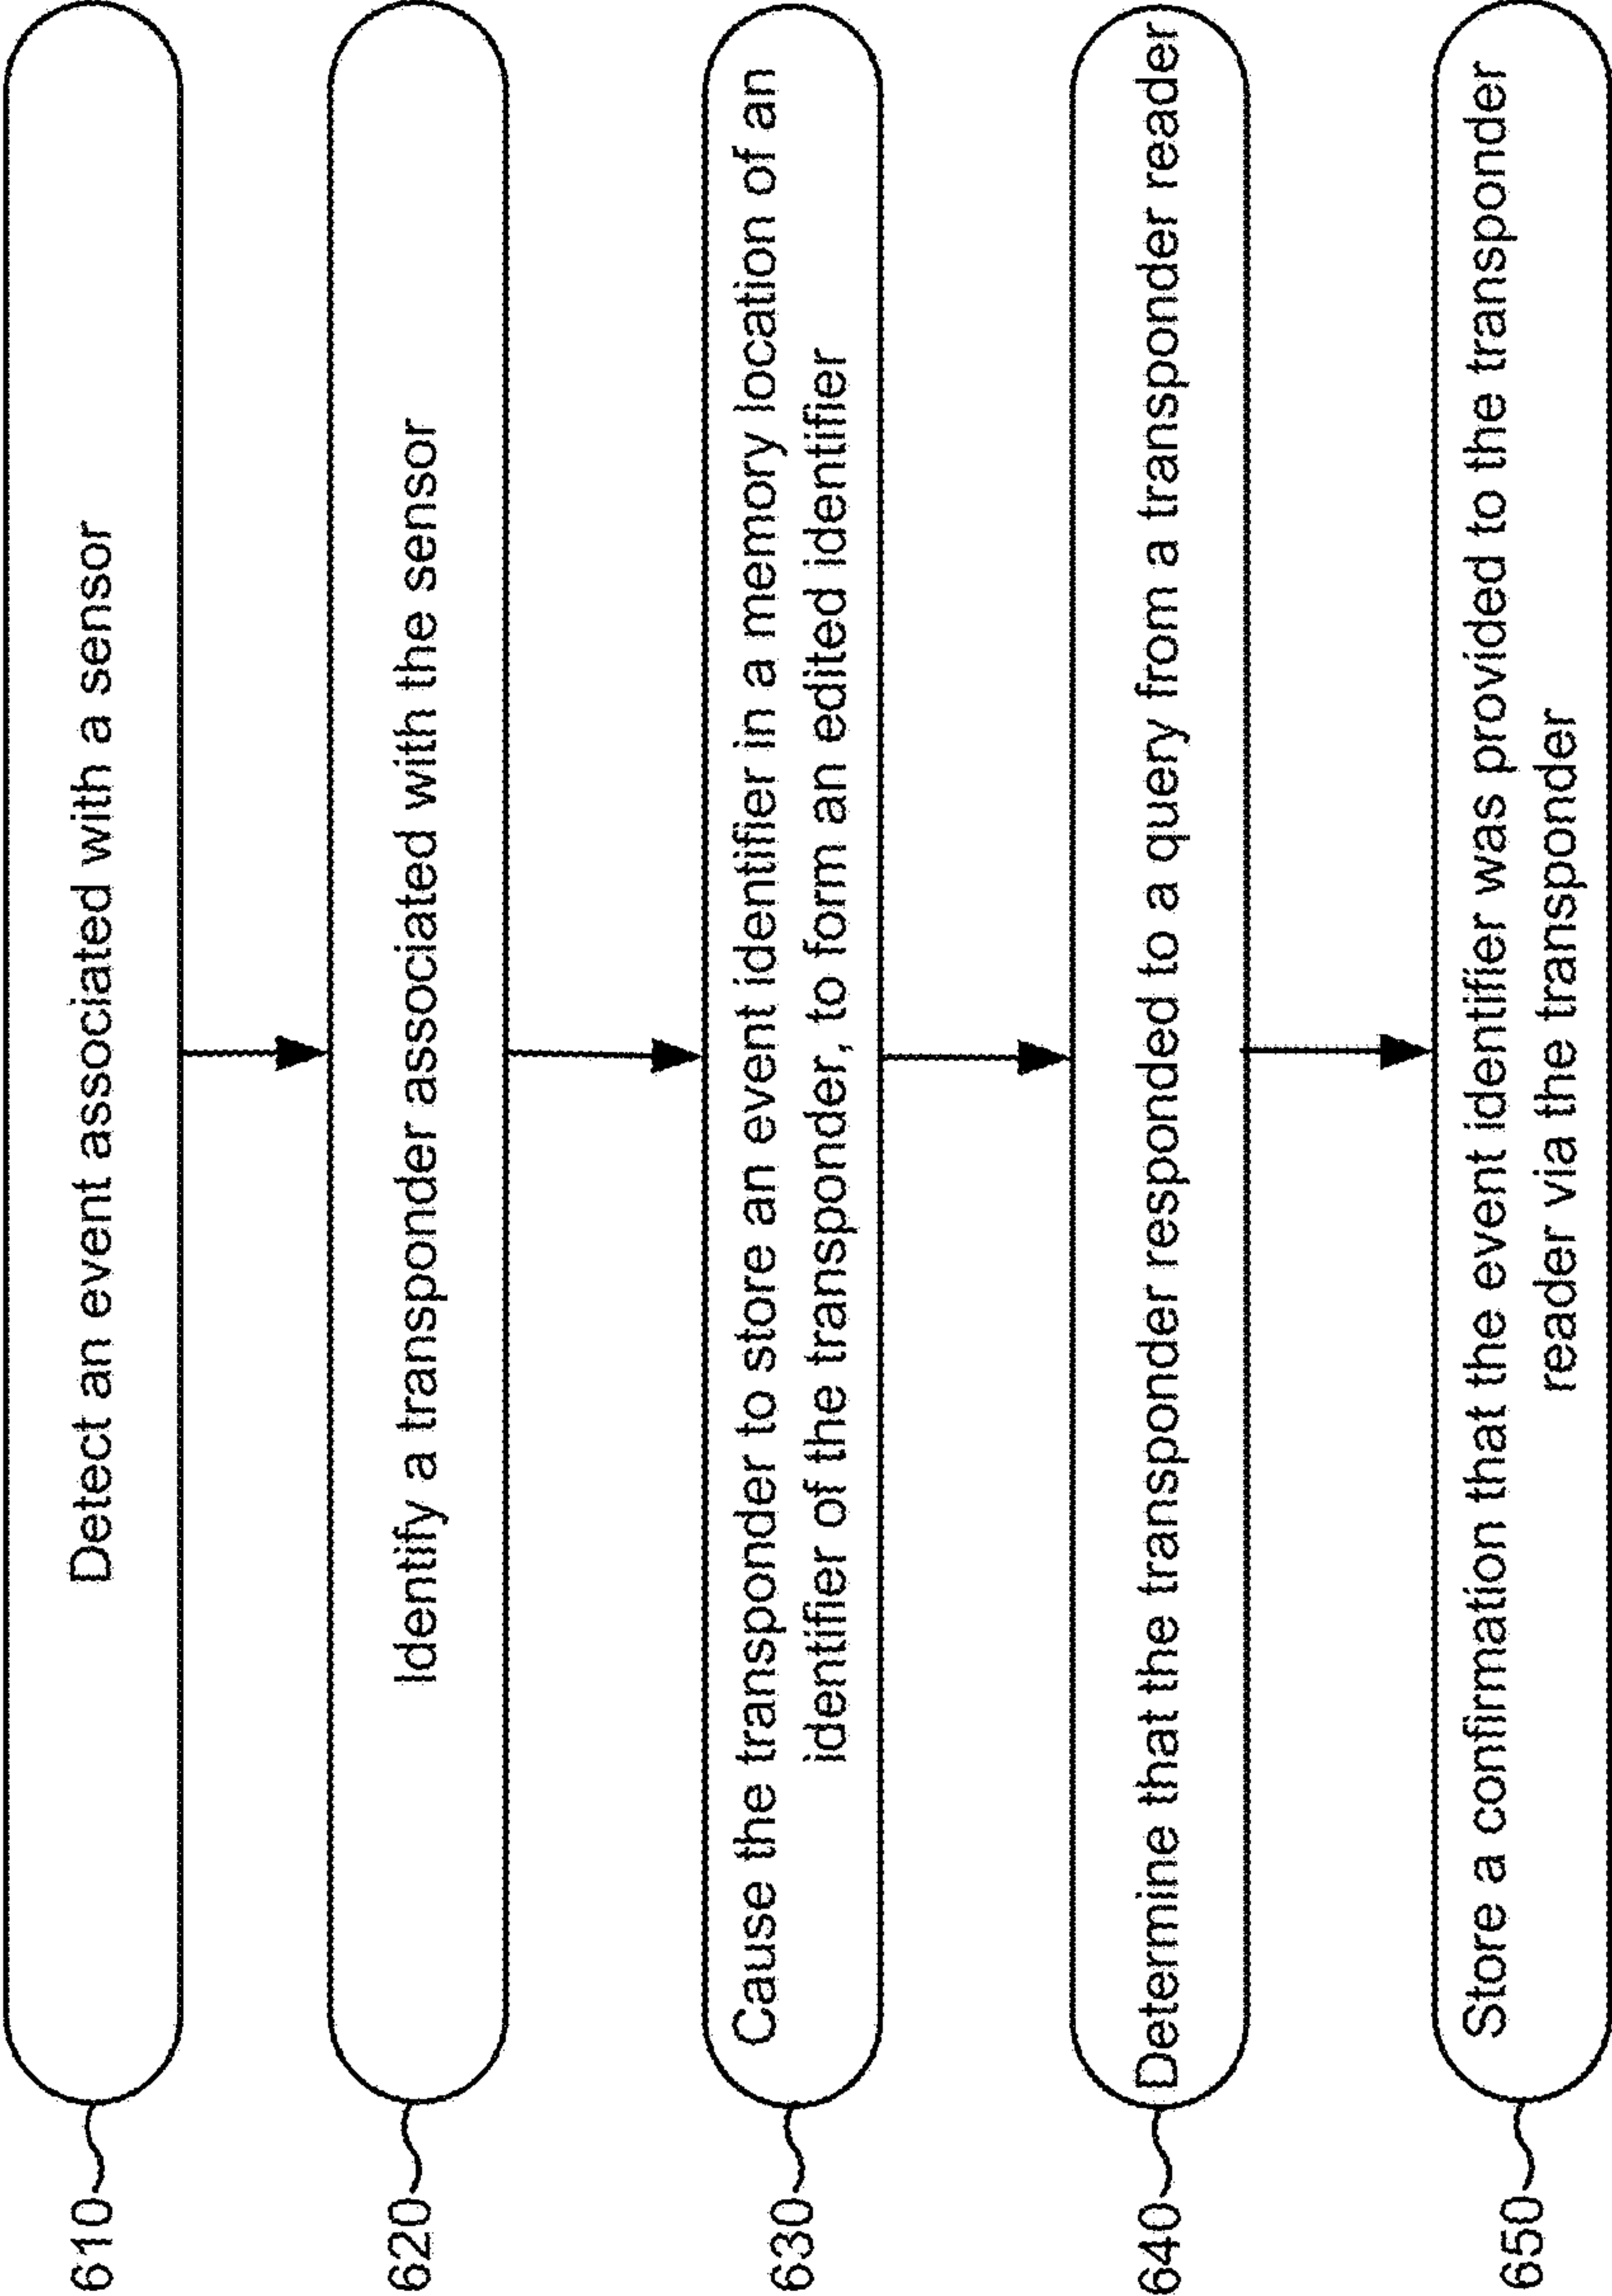 610
Detect an event associated with a sensor
620
Identify a transponder associated with the sensor
630
Cause the transponder to store an event identifier in a memory location of an
identifier of the transponder, to form an edited identifier
640
Determine that the transponder responded to a query from a transponder reader
650
Store a confirmation that the event identifier was provided to the transponder
reader via the transponder